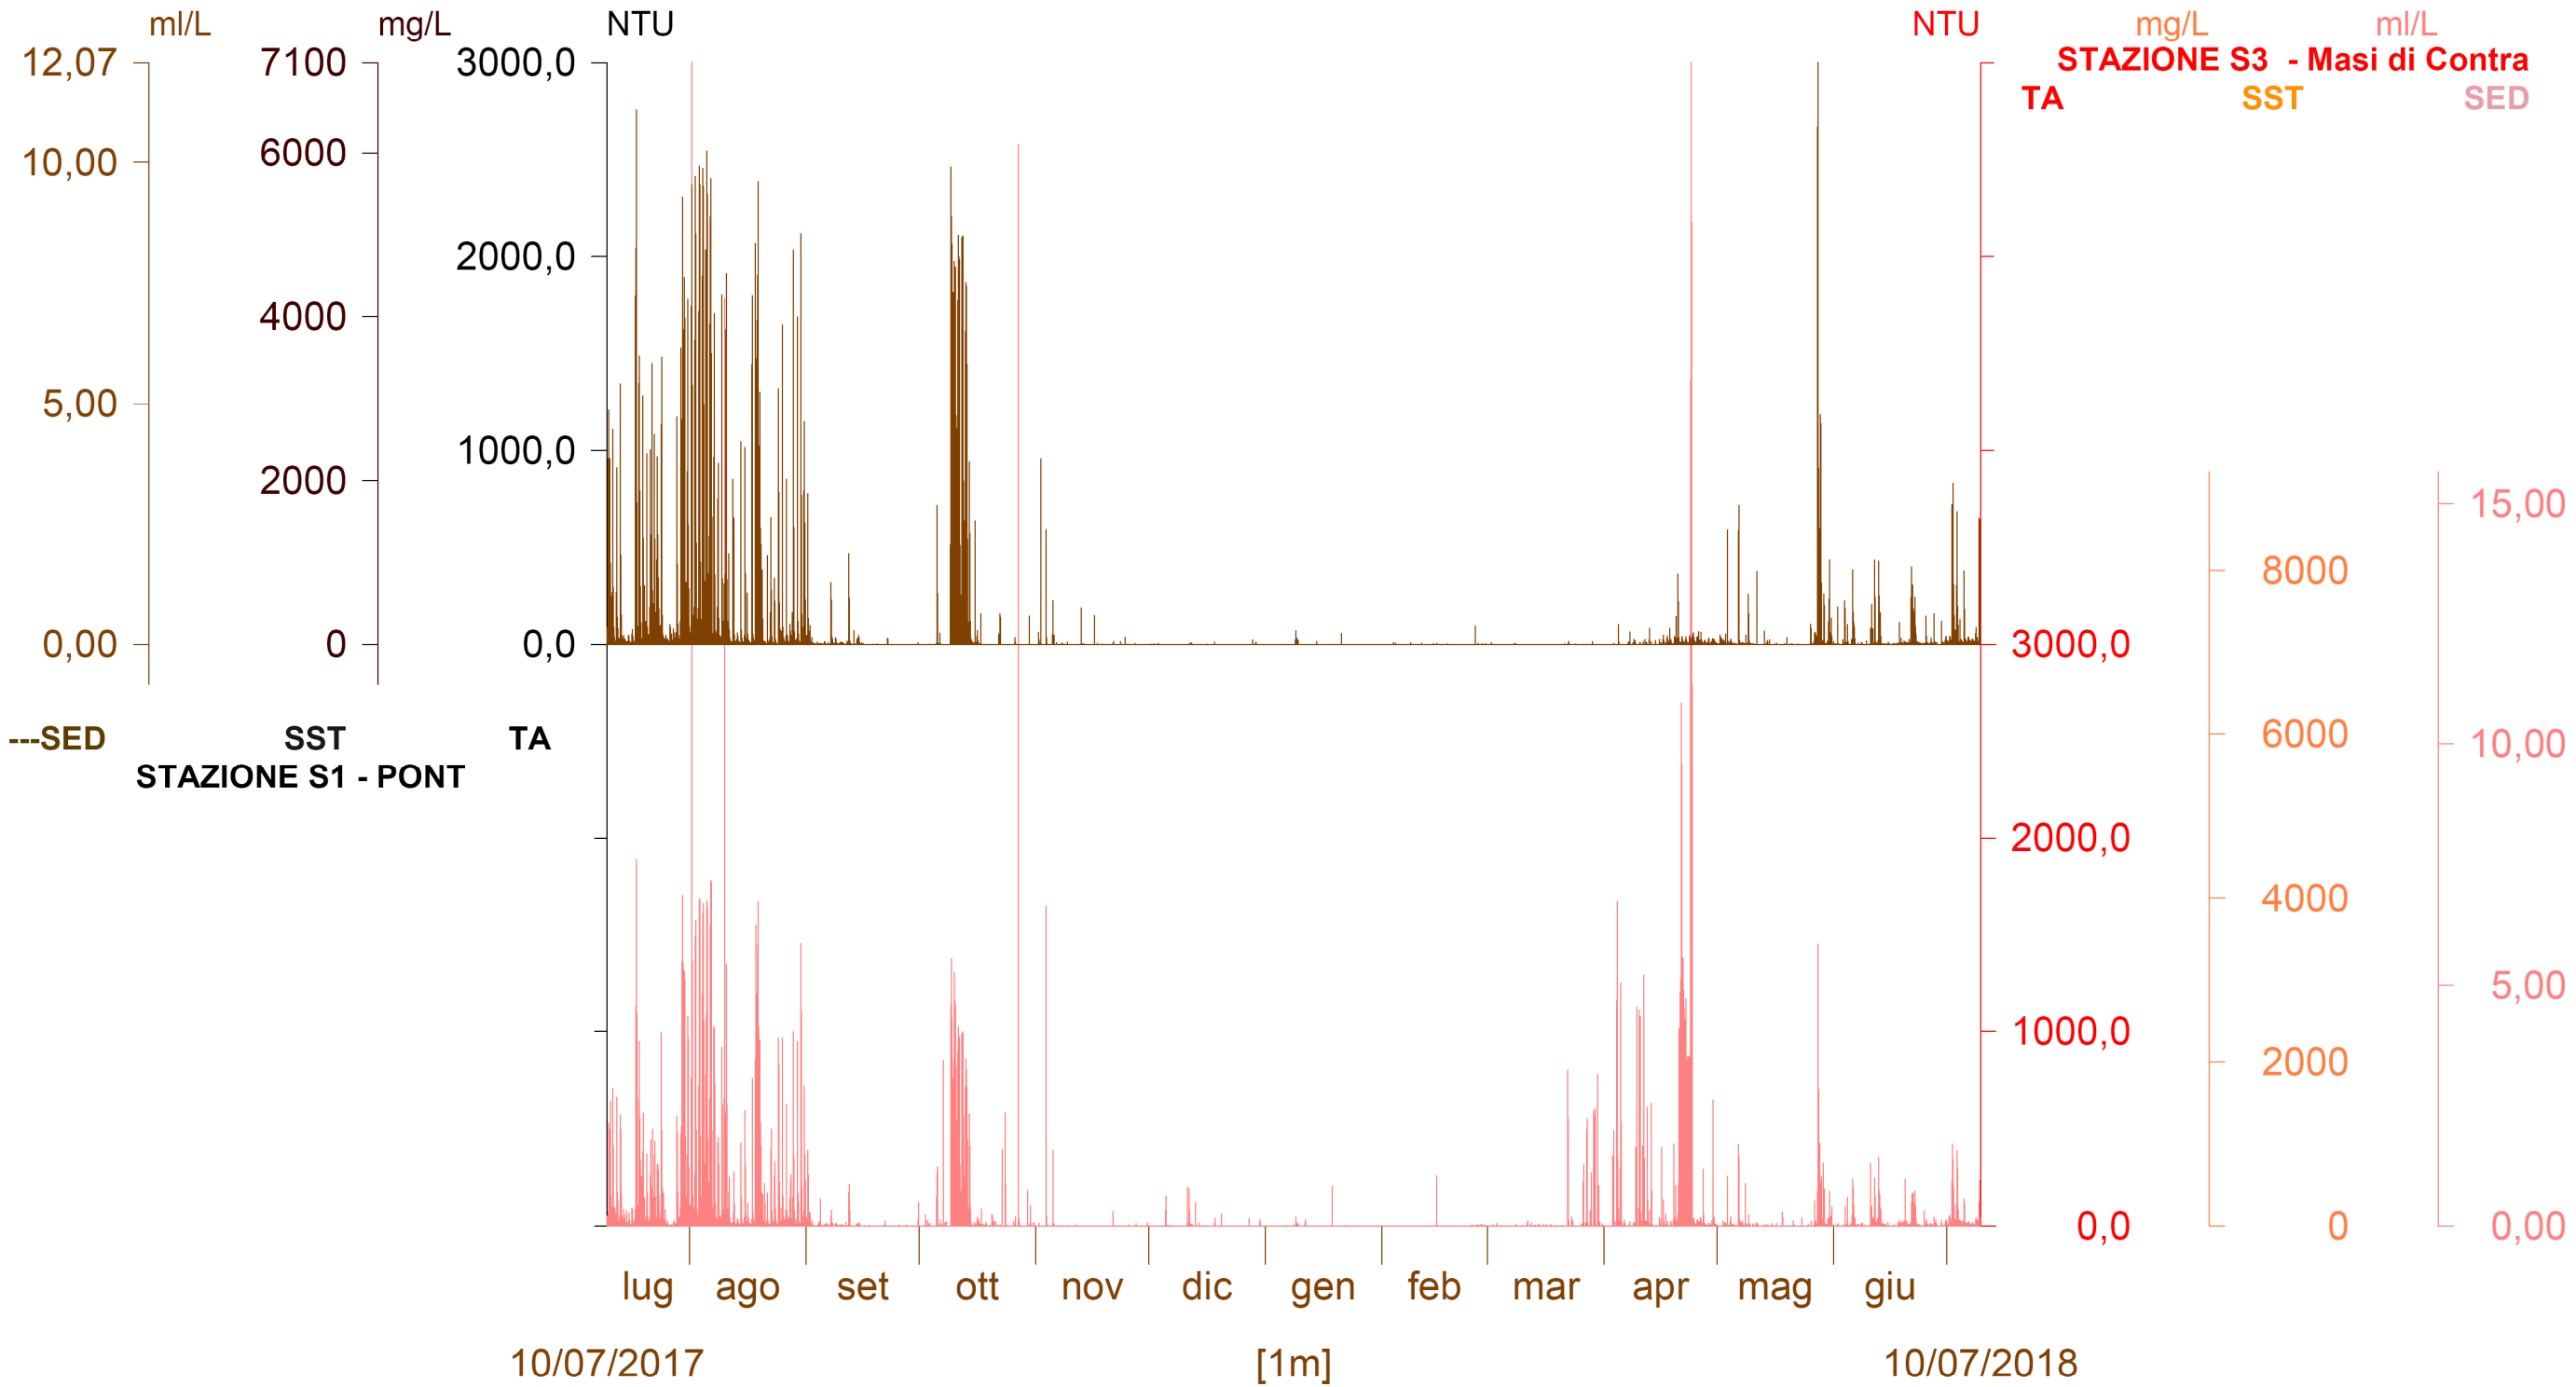 ml/L mg/L NTU NTU mg/L ml/L
12,07 7100 3000,0 STAZIONE S3 - Masi di Contra
TA SST SED
10,00 6000
2000,0
4000
5,00 1000,0
2000 15,00
8000
0,00 0 0,0 3000,0
---SED SST TA 6000 10,00
STAZIONE S1 - PONT
2000,0
4000
5,00
1000,0
2000
0,0 0 0,00
lug ago set ott nov dic gen feb mar apr mag giu
10/07/2017 [1m] 10/07/2018